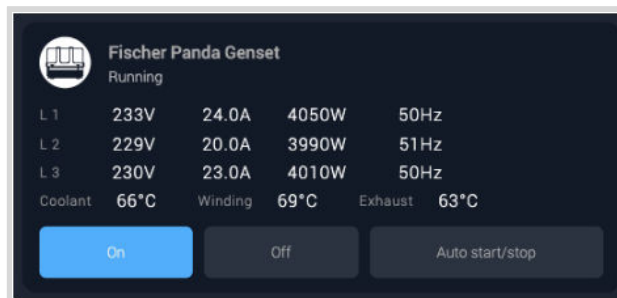 Fischer Panda Genset
Running
L 1 233V 24.0A 4050W 50Hz
L 2 229V 20.0A 3990W 51Hz
L 3 230V 23.0A 4010W 50Hz
Coolant 66°C Winding 69°C Exhaust 63°C
On Off Auto start/stop